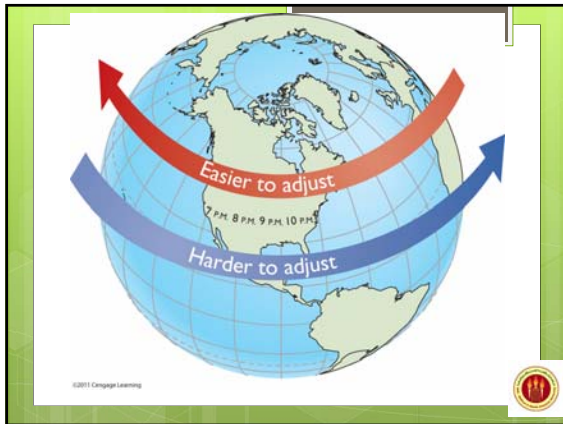 Easier to adjust
7 P.M. 8 P.M. 9 P.M. 10 P.M.
Harder to adjust
©2011 Cengage Learning